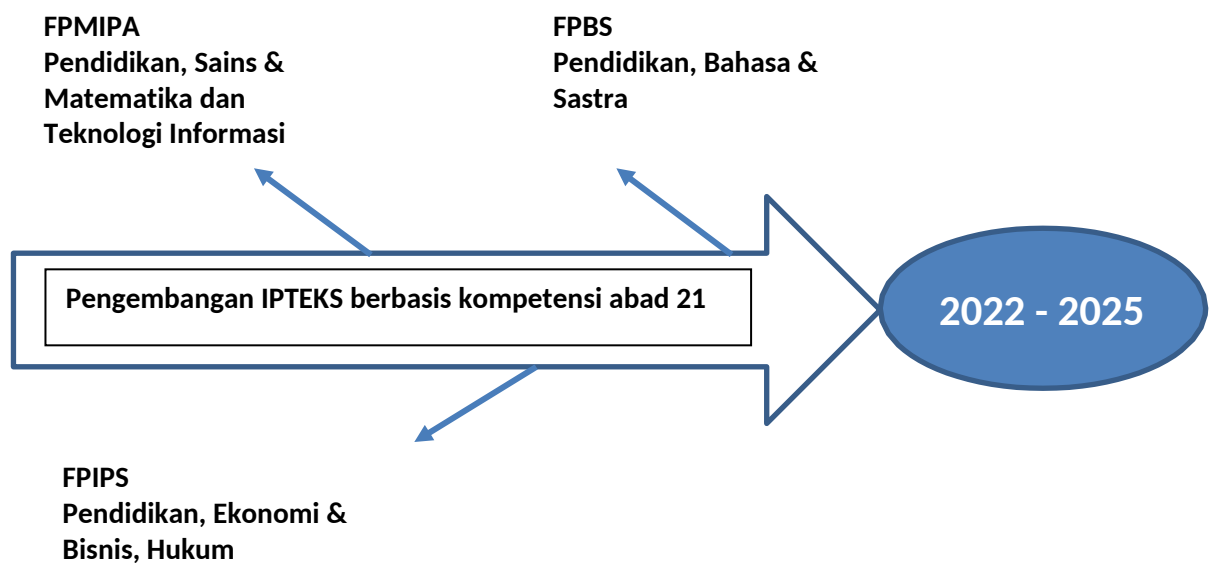 FPMIPA
Pendidikan, Sains &
Matematika dan
Teknologi Informasi
FPBS
Pendidikan, Bahasa &
Sastra
Pengembangan IPTEKS berbasis kompetensi abad 21
2022 - 2025
FPIPS
Pendidikan, Ekonomi &
Bisnis, Hukum